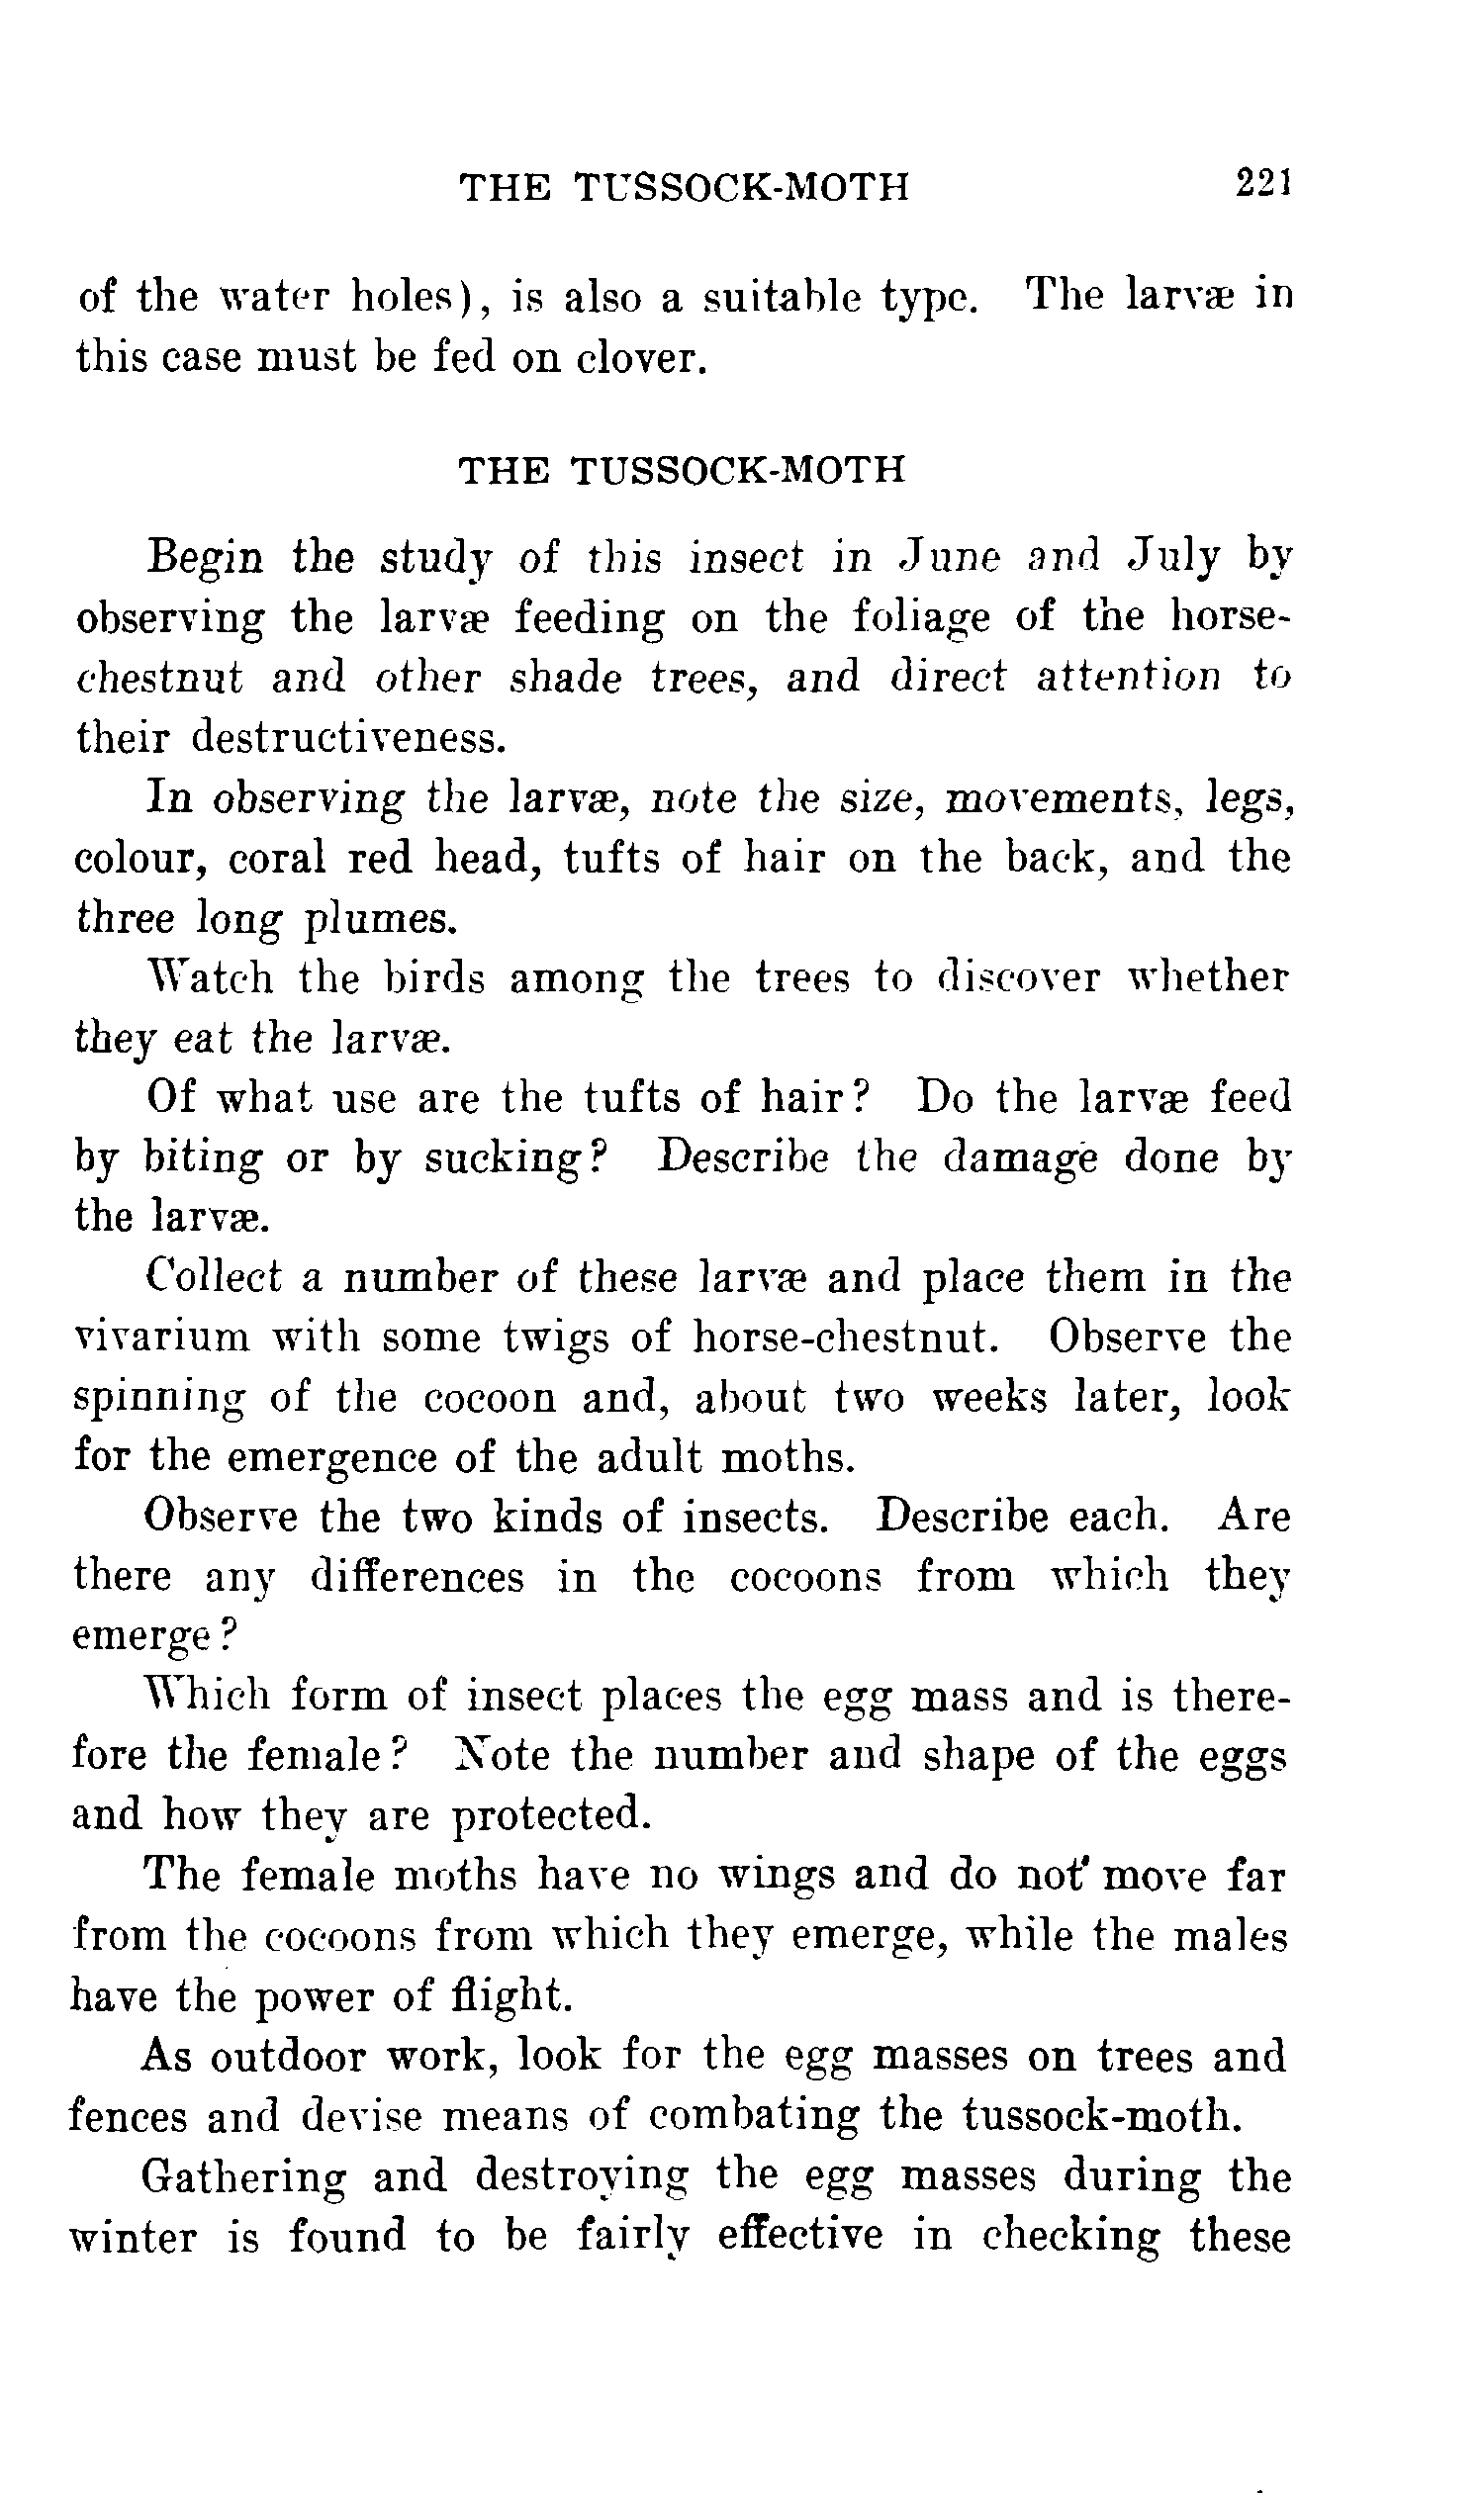 THE TUSSOCK-MOTH 221
of the water holes), is also a suitable type. The larvæ in
this case must be fed on clover.
THE TUSSOCK-MOTH
Begin the study of this insect in June and July by
observing the larvæ feeding on the foliage of the horse-
chestnut and other shade trees, and direct attention to
their destructiveness.
In observing the larvæ, note the size, movements, legs,
colour, coral red head, tufts of hair on the back, and the
three long plumes.
Watch the birds among the trees to discover whether
they eat the larvæ.
Of what use are the tufts of hair? Do the larvæ feed
by biting or by sucking? Describe the damage done by
the larvæ.
Collect a number of these larvæ and place them in the
vivarium with some twigs of horse-chestnut. Observe the
spinning of the cocoon and, about two weeks later, look
for the emergence of the adult moths.
Observe the two kinds of insects. Describe each. Are
there any differences in the cocoons from which they
emerge?
Which form of insect places the egg mass and is there-
fore the female? Note the number and shape of the eggs
and how they are protected.
The female moths have no wings and do not move far
from the cocoons from which they emerge, while the males
have the power of flight.
As outdoor work, look for the egg masses on trees and
fences and devise means of combating the tussock-moth.
Gathering and destroying the egg masses during the
winter is found to be fairly effective in checking these